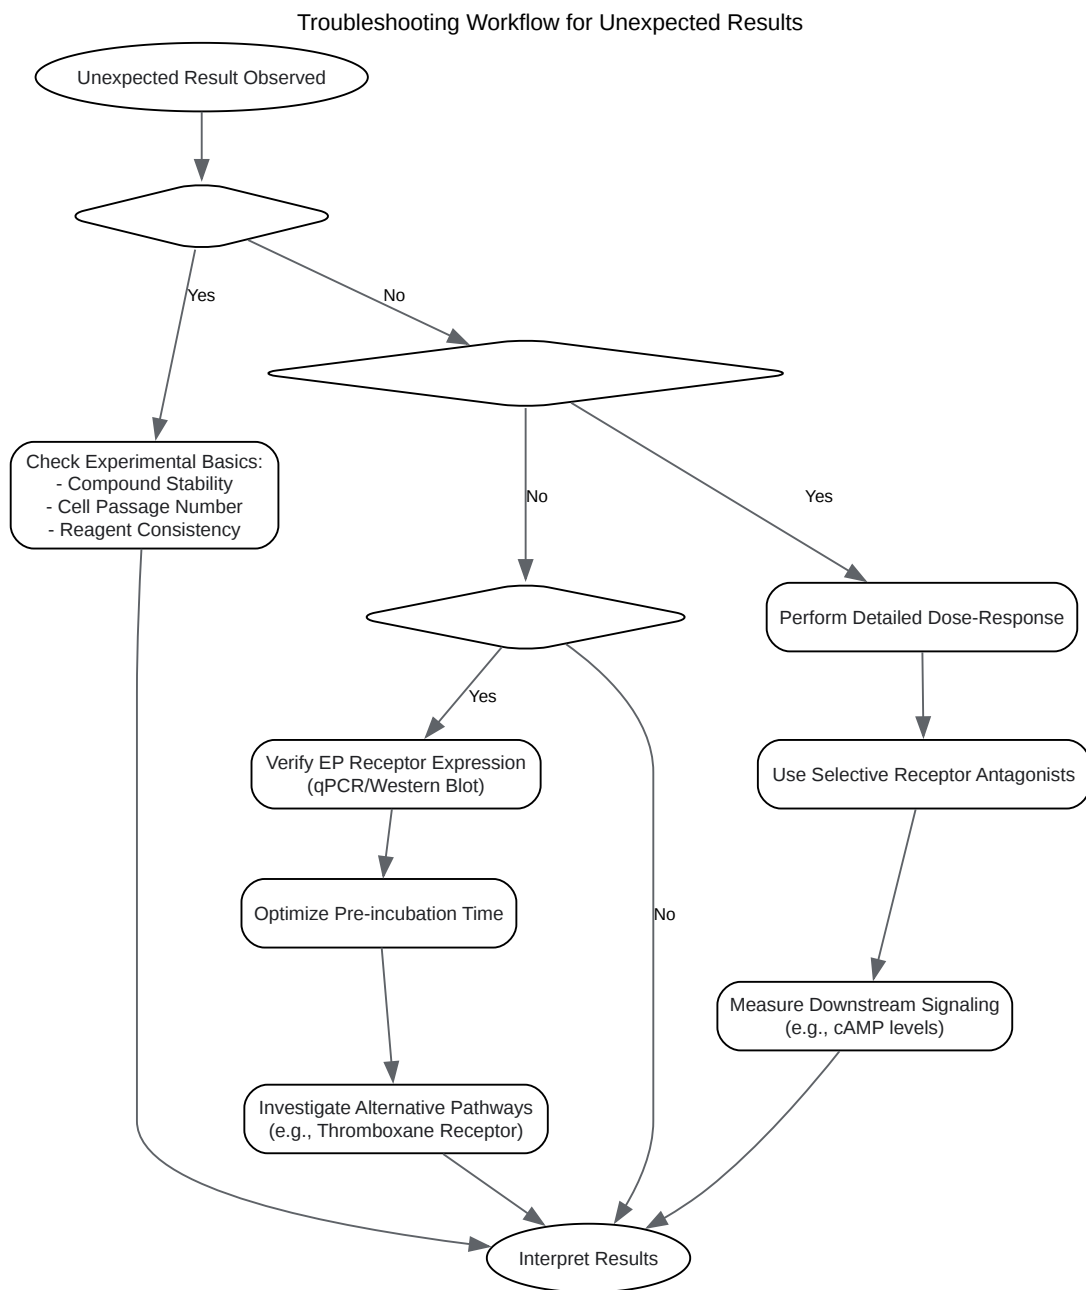 Troubleshooting Workflow for Unexpected Results
Unexpected Result Observed
Yes
No
Check Experimental Basics:
- Compound Stability
- Cell Passage Number
- Reagent Consistency
No
Yes
Perform Detailed Dose-Response
Yes
Verify EP Receptor Expression
(qPCR/Western Blot)
Use Selective Receptor Antagonists
Optimize Pre-incubation Time
No
Measure Downstream Signaling
(e.g., cAMP levels)
Investigate Alternative Pathways
(e.g., Thromboxane Receptor)
Interpret Results